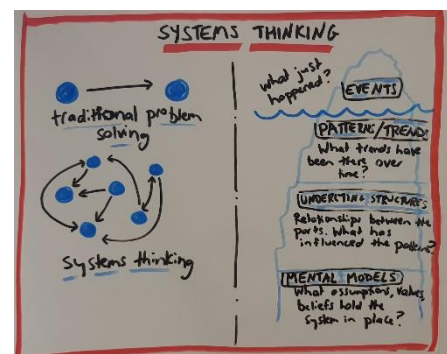 SYSTEMS THINKING
traditional problem
solving
systems thinking
What just
happened?
EVENTS
PATTERNS/TRENDS
What trends have
been there over
time?
UNDERLYING STRUCTURES
Relationships between the
parts. What has
influenced the patterns?
MENTAL MODELS
What assumptions, values
beliefs hold the
system in place?